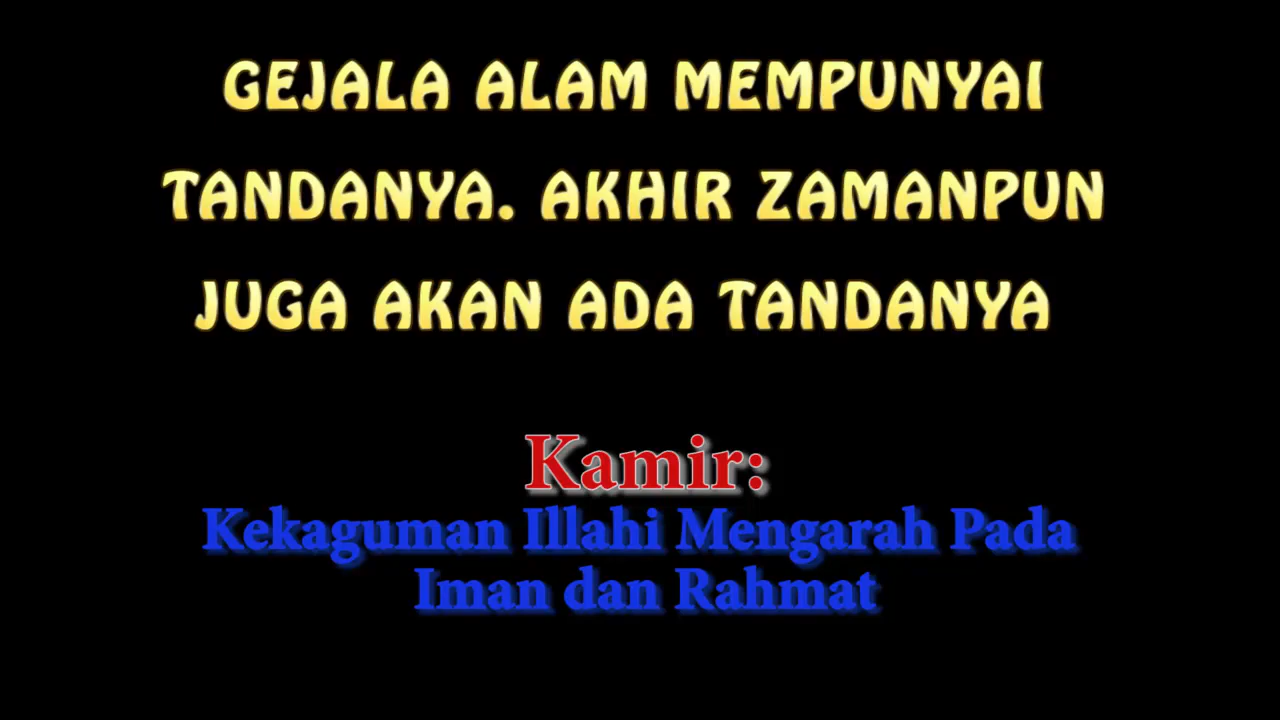 GEJALA ALAM MEMPUNYAI
TANDANYA. AKHIR ZAMANPUN
JUGA AKAN ADA TANDANYA
Kamir:
Kekaguman Illahi Mengarah Pada
Iman dan Rahmat